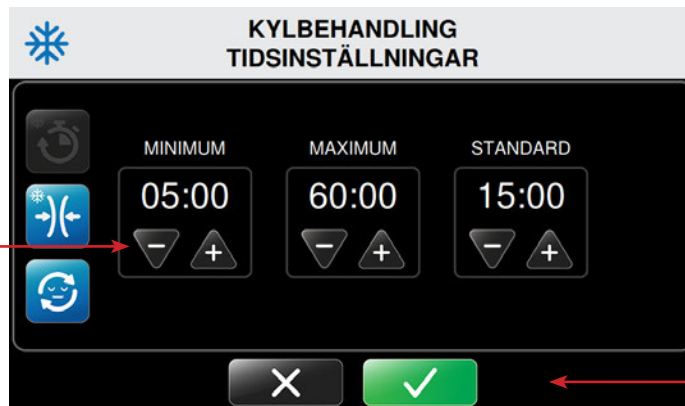 KYLBEHANDLING
TIDSINSTÄLLNINGAR
MINIMUM MAXIMUM STANDARD
05:00 60:00 15:00
- + - + - +